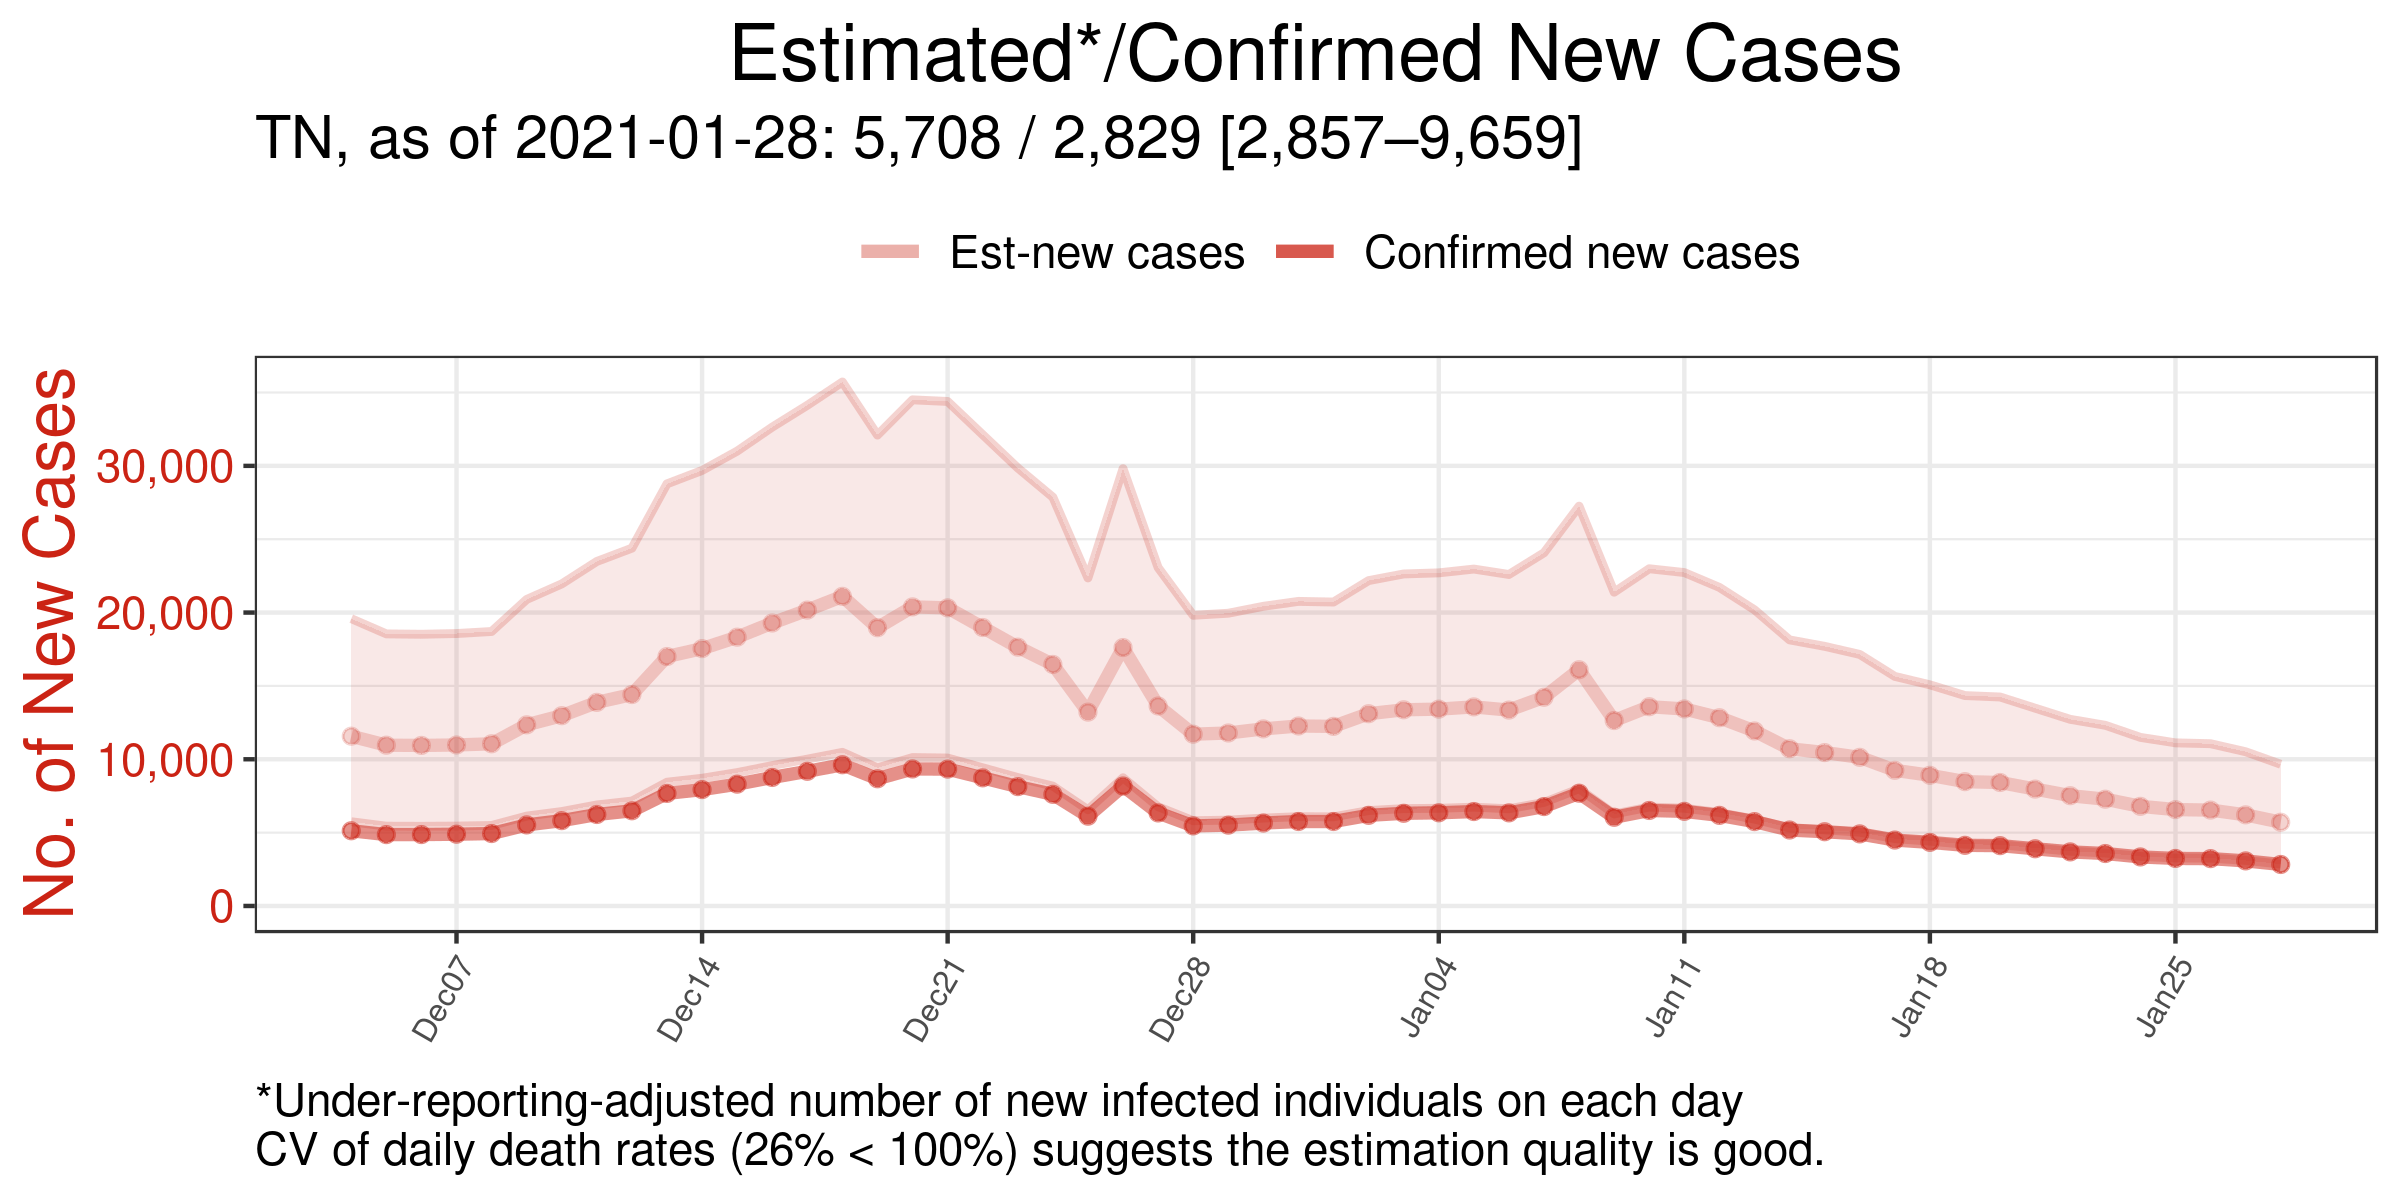 Estimated*/Confirmed New Cases
TN, as of 2021-01-28: 5,708 / 2,829 [2,857–9,659]
Est-new cases
Confirmed new cases
No. of New Cases
30,000
20,000
10,000
0
Dec07
Dec14
Dec21
Dec28
Jan04
Jan11
Jan18
Jan25
*Under-reporting-adjusted number of new infected individuals on each day
CV of daily death rates (26% < 100%) suggests the estimation quality is good.